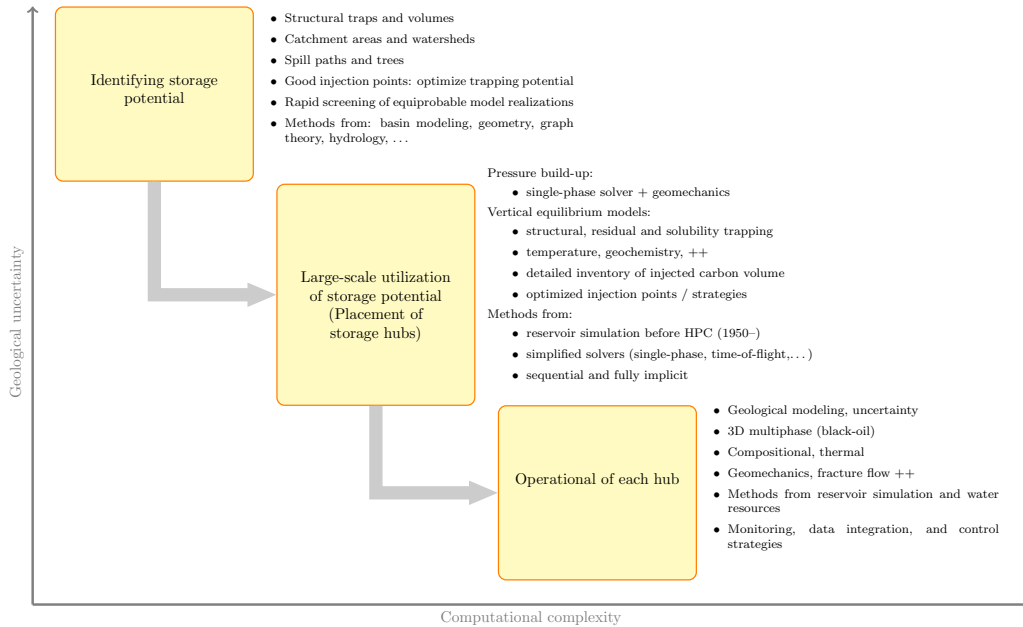 Identifying storage
potential
• Structural traps and volumes
• Catchment areas and watersheds
• Spill paths and trees
• Good injection points: optimize trapping potential
• Rapid screening of equiprobable model realizations
• Methods from: basin modeling, geometry, graph
theory, hydrology, . . .
Large-scale utilization
of storage potential
(Placement of
storage hubs)
Pressure build-up:
• single-phase solver + geomechanics
Vertical equilibrium models:
• structural, residual and solubility trapping
• temperature, geochemistry, ++
• detailed inventory of injected carbon volume
• optimized injection points / strategies
Methods from:
• reservoir simulation before HPC (1950–)
• simplified solvers (single-phase, time-of-flight,. . . )
• sequential and fully implicit
Operational of each hub
• Geological modeling, uncertainty
• 3D multiphase (black-oil)
• Compositional, thermal
• Geomechanics, fracture flow ++
• Methods from reservoir simulation and water
resources
• Monitoring, data integration, and control
strategies
Geological uncertainty
Computational complexity